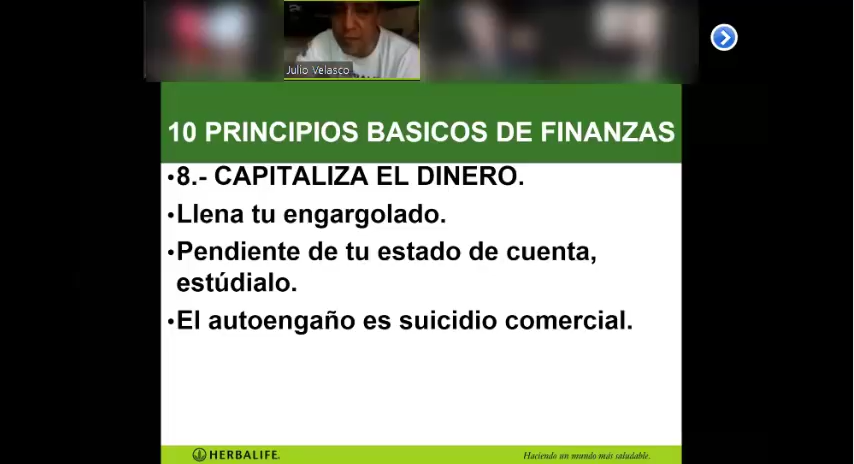 Julio Velasco
10 PRINCIPIOS BASICOS DE FINANZAS
•8.- CAPITALIZA EL DINERO.
•Llena tu engargolado.
•Pendiente de tu estado de cuenta,
estúdialo.
•El autoengaño es suicidio comercial.
HERBALIFE.
Haciendo un mundo más saludable.